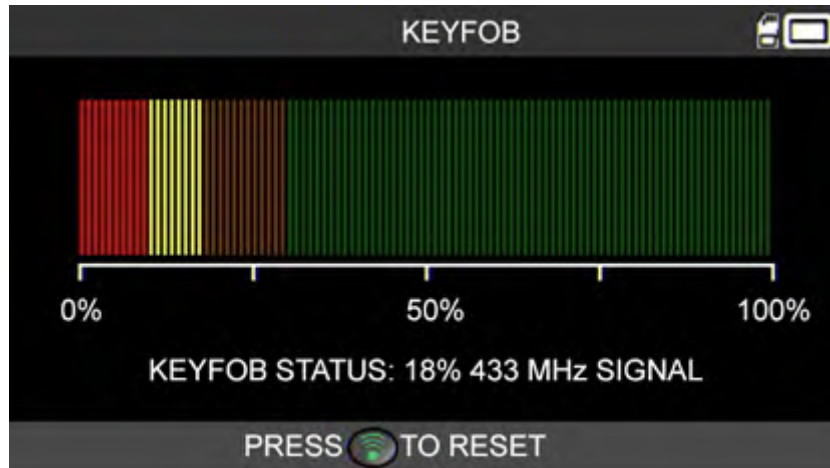 KEYFOB
0% 50% 100%
KEYFOB STATUS: 18% 433 MHz SIGNAL
PRESS TO RESET